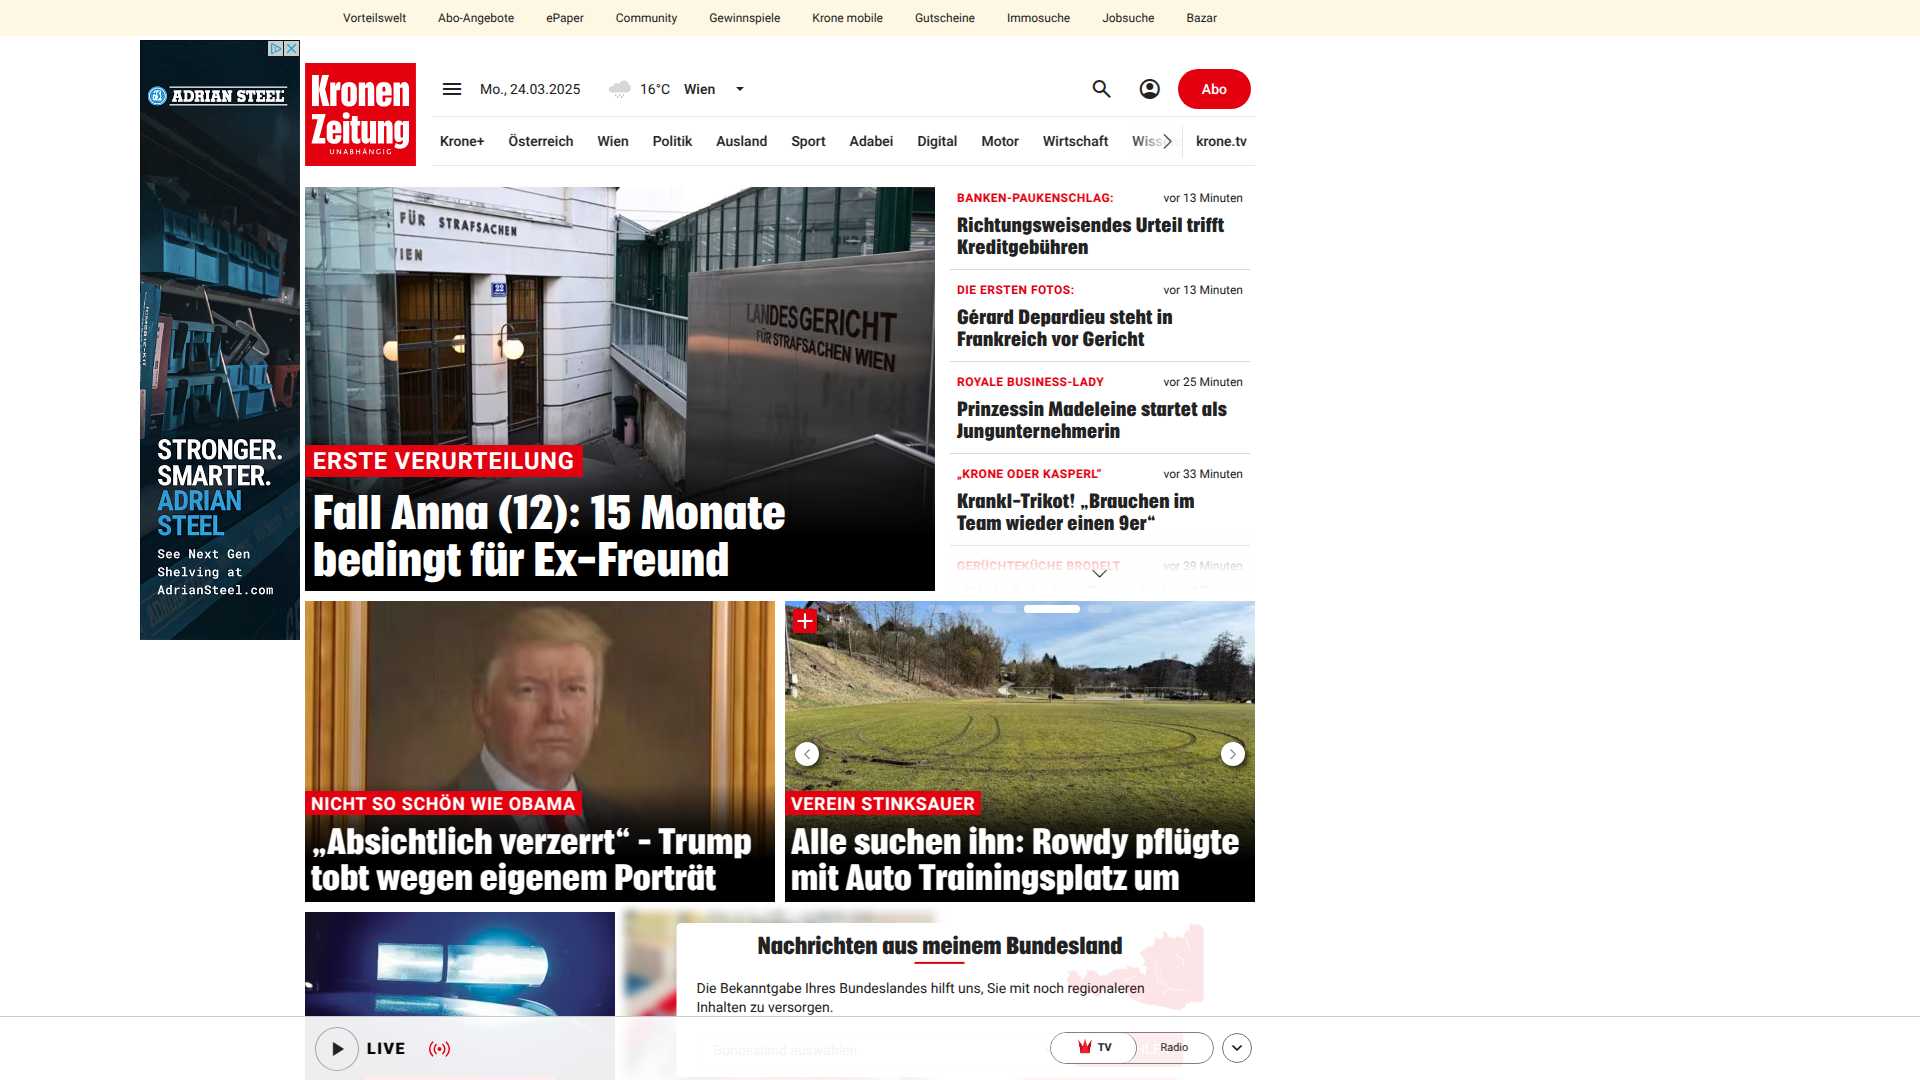 Vorteilswelt Abo-Angebote ePaper Community Gewinnspiele Krone mobile Gutscheine Immosuche Jobsuche Bazar
ADRIAN STEEL
STRONGER.
SMARTER.
ADRIAN
STEEL
See Next Gen
Shelving at
AdrianSteel.com
Kronen
Zeitung
UNABHÄNGIG
Mo., 24.03.2025 16°C Wien
Abo
Krone+ Österreich Wien Politik Ausland Sport Adabei Digital Motor Wirtschaft Wiss krone.tv
FÜR STRAFSACHEN
WIEN
22
LANDESGERICHT
FÜR STRAFSACHEN WIEN
ERSTE VERURTEILUNG
Fall Anna (12): 15 Monate
bedingt für Ex-Freund
BANKEN-PAUKENSCHLAG: vor 13 Minuten
Richtungsweisendes Urteil trifft
Kreditgebühren
DIE ERSTEN FOTOS: vor 13 Minuten
Gérard Depardieu steht in
Frankreich vor Gericht
ROYALE BUSINESS-LADY vor 25 Minuten
Prinzessin Madeleine startet als
Jungunternehmerin
„KRONE ODER KASPERL“ vor 33 Minuten
Krankl-Trikot! „Brauchen im
Team wieder einen 9er“
GERÜCHTEKÜCHE BRODELT vor 39 Minuten
NICHT SO SCHÖN WIE OBAMA
„Absichtlich verzerrt“ - Trump
tobt wegen eigenem Porträt
VEREIN STINKSAUER
Alle suchen ihn: Rowdy pflügte
mit Auto Trainingsplatz um
Nachrichten aus meinem Bundesland
Die Bekanntgabe Ihres Bundeslandes hilft uns, Sie mit noch regionaleren
Inhalten zu versorgen.
Bundesland auswählen
LIVE
TV Radio